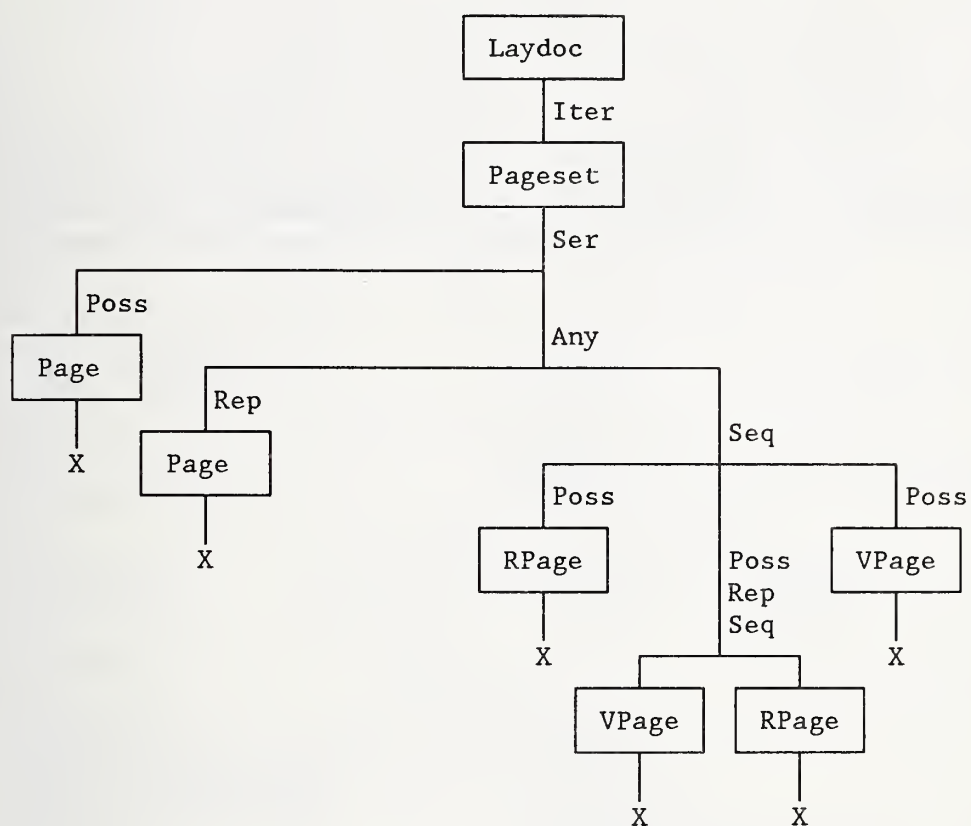 Laydoc
Iter
Pageset
Ser
Poss
Any
Page
Rep
X
Page
X
Seq
Poss
Poss
RPage
Poss
Rep
Seq
VPage
X
X
VPage
RPage
X
X